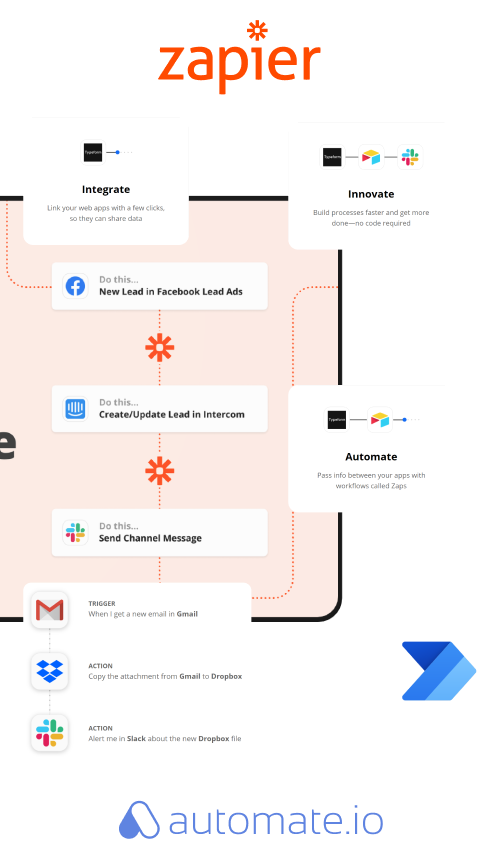 zapier
Typeform
Integrate
Link your web apps with a few clicks,
so they can share data
Typeform
Innovate
Build processes faster and get more
done—no code required
Do this...
New Lead in Facebook Lead Ads
Do this...
Create/Update Lead in Intercom
e
Typeform
Automate
Pass info between your apps with
workflows called Zaps
Do this...
Send Channel Message
TRIGGER
When I get a new email in Gmail
ACTION
Copy the attachment from Gmail to Dropbox
ACTION
Alert me in Slack about the new Dropbox file
automate.io